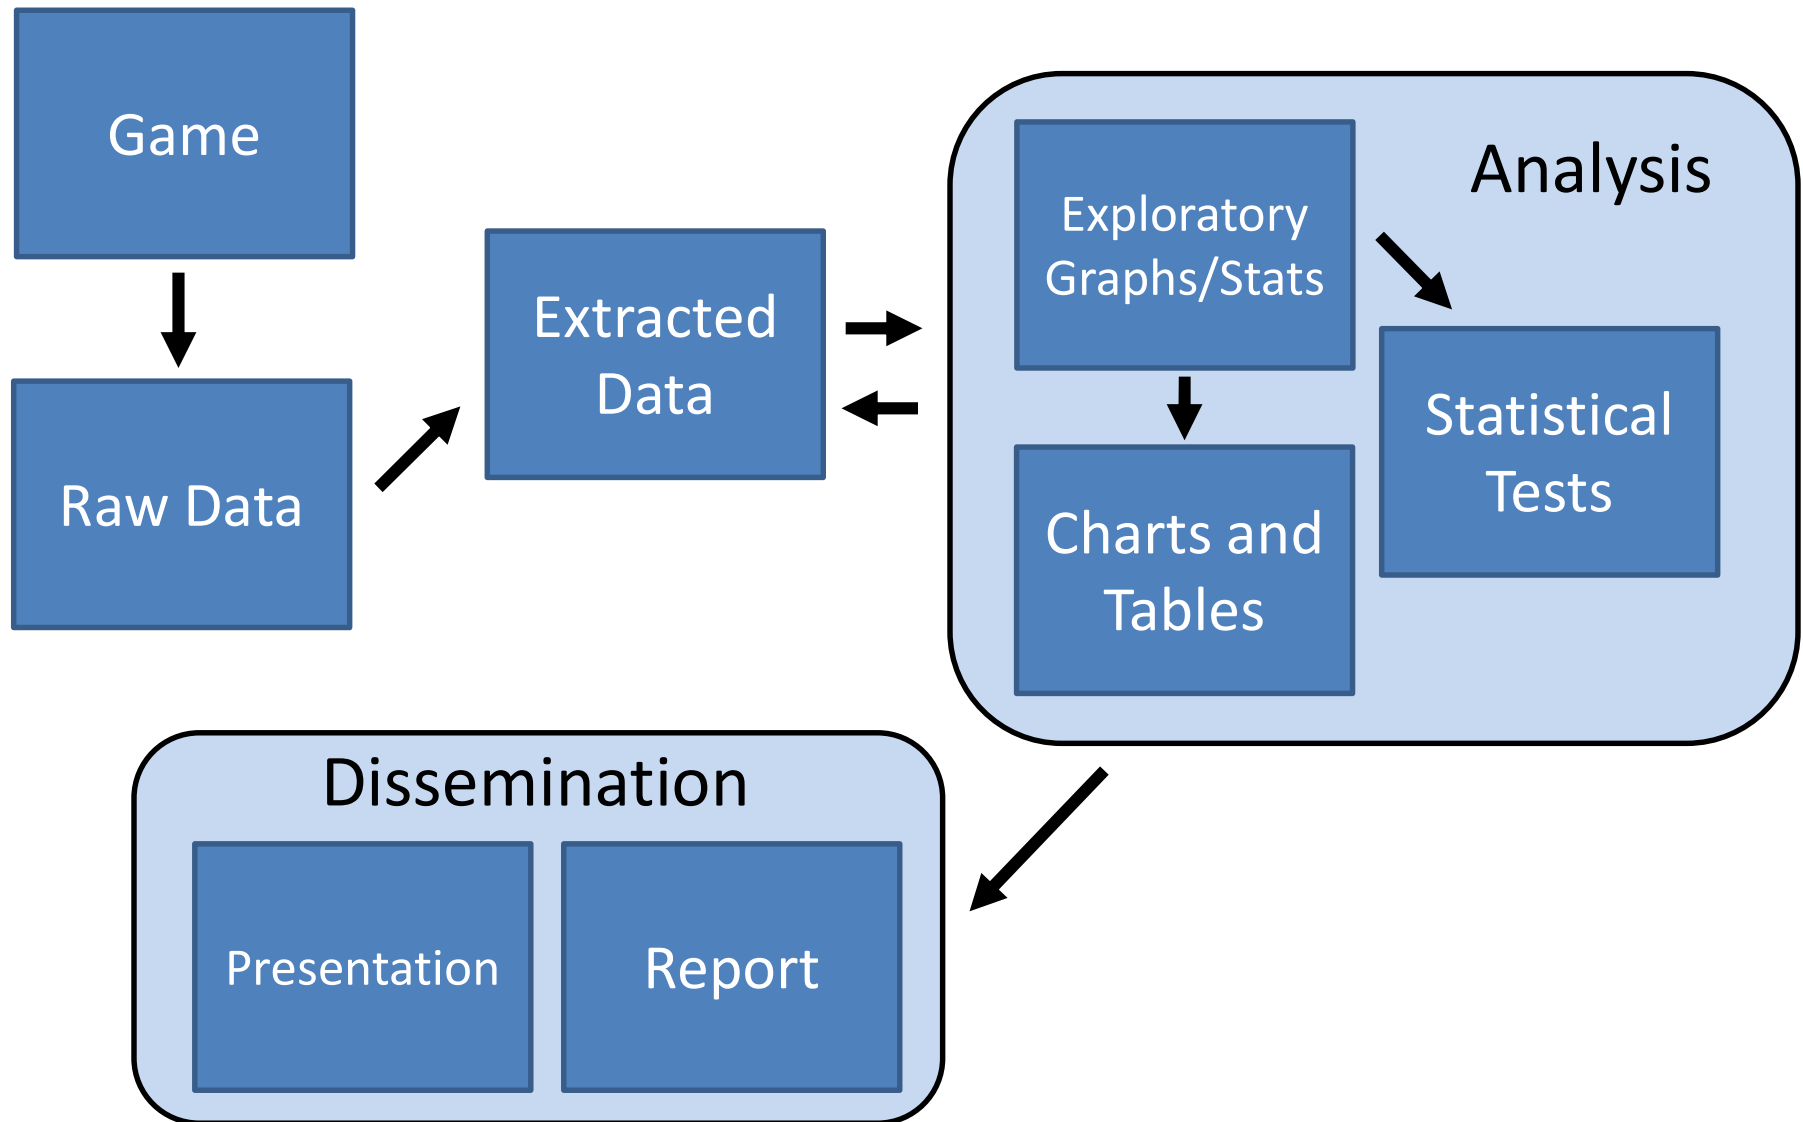 Game
Raw Data
Extracted
Data
Analysis
Exploratory
Graphs/Stats
Statistical
Tests
Charts and
Tables
Dissemination
Presentation
Report